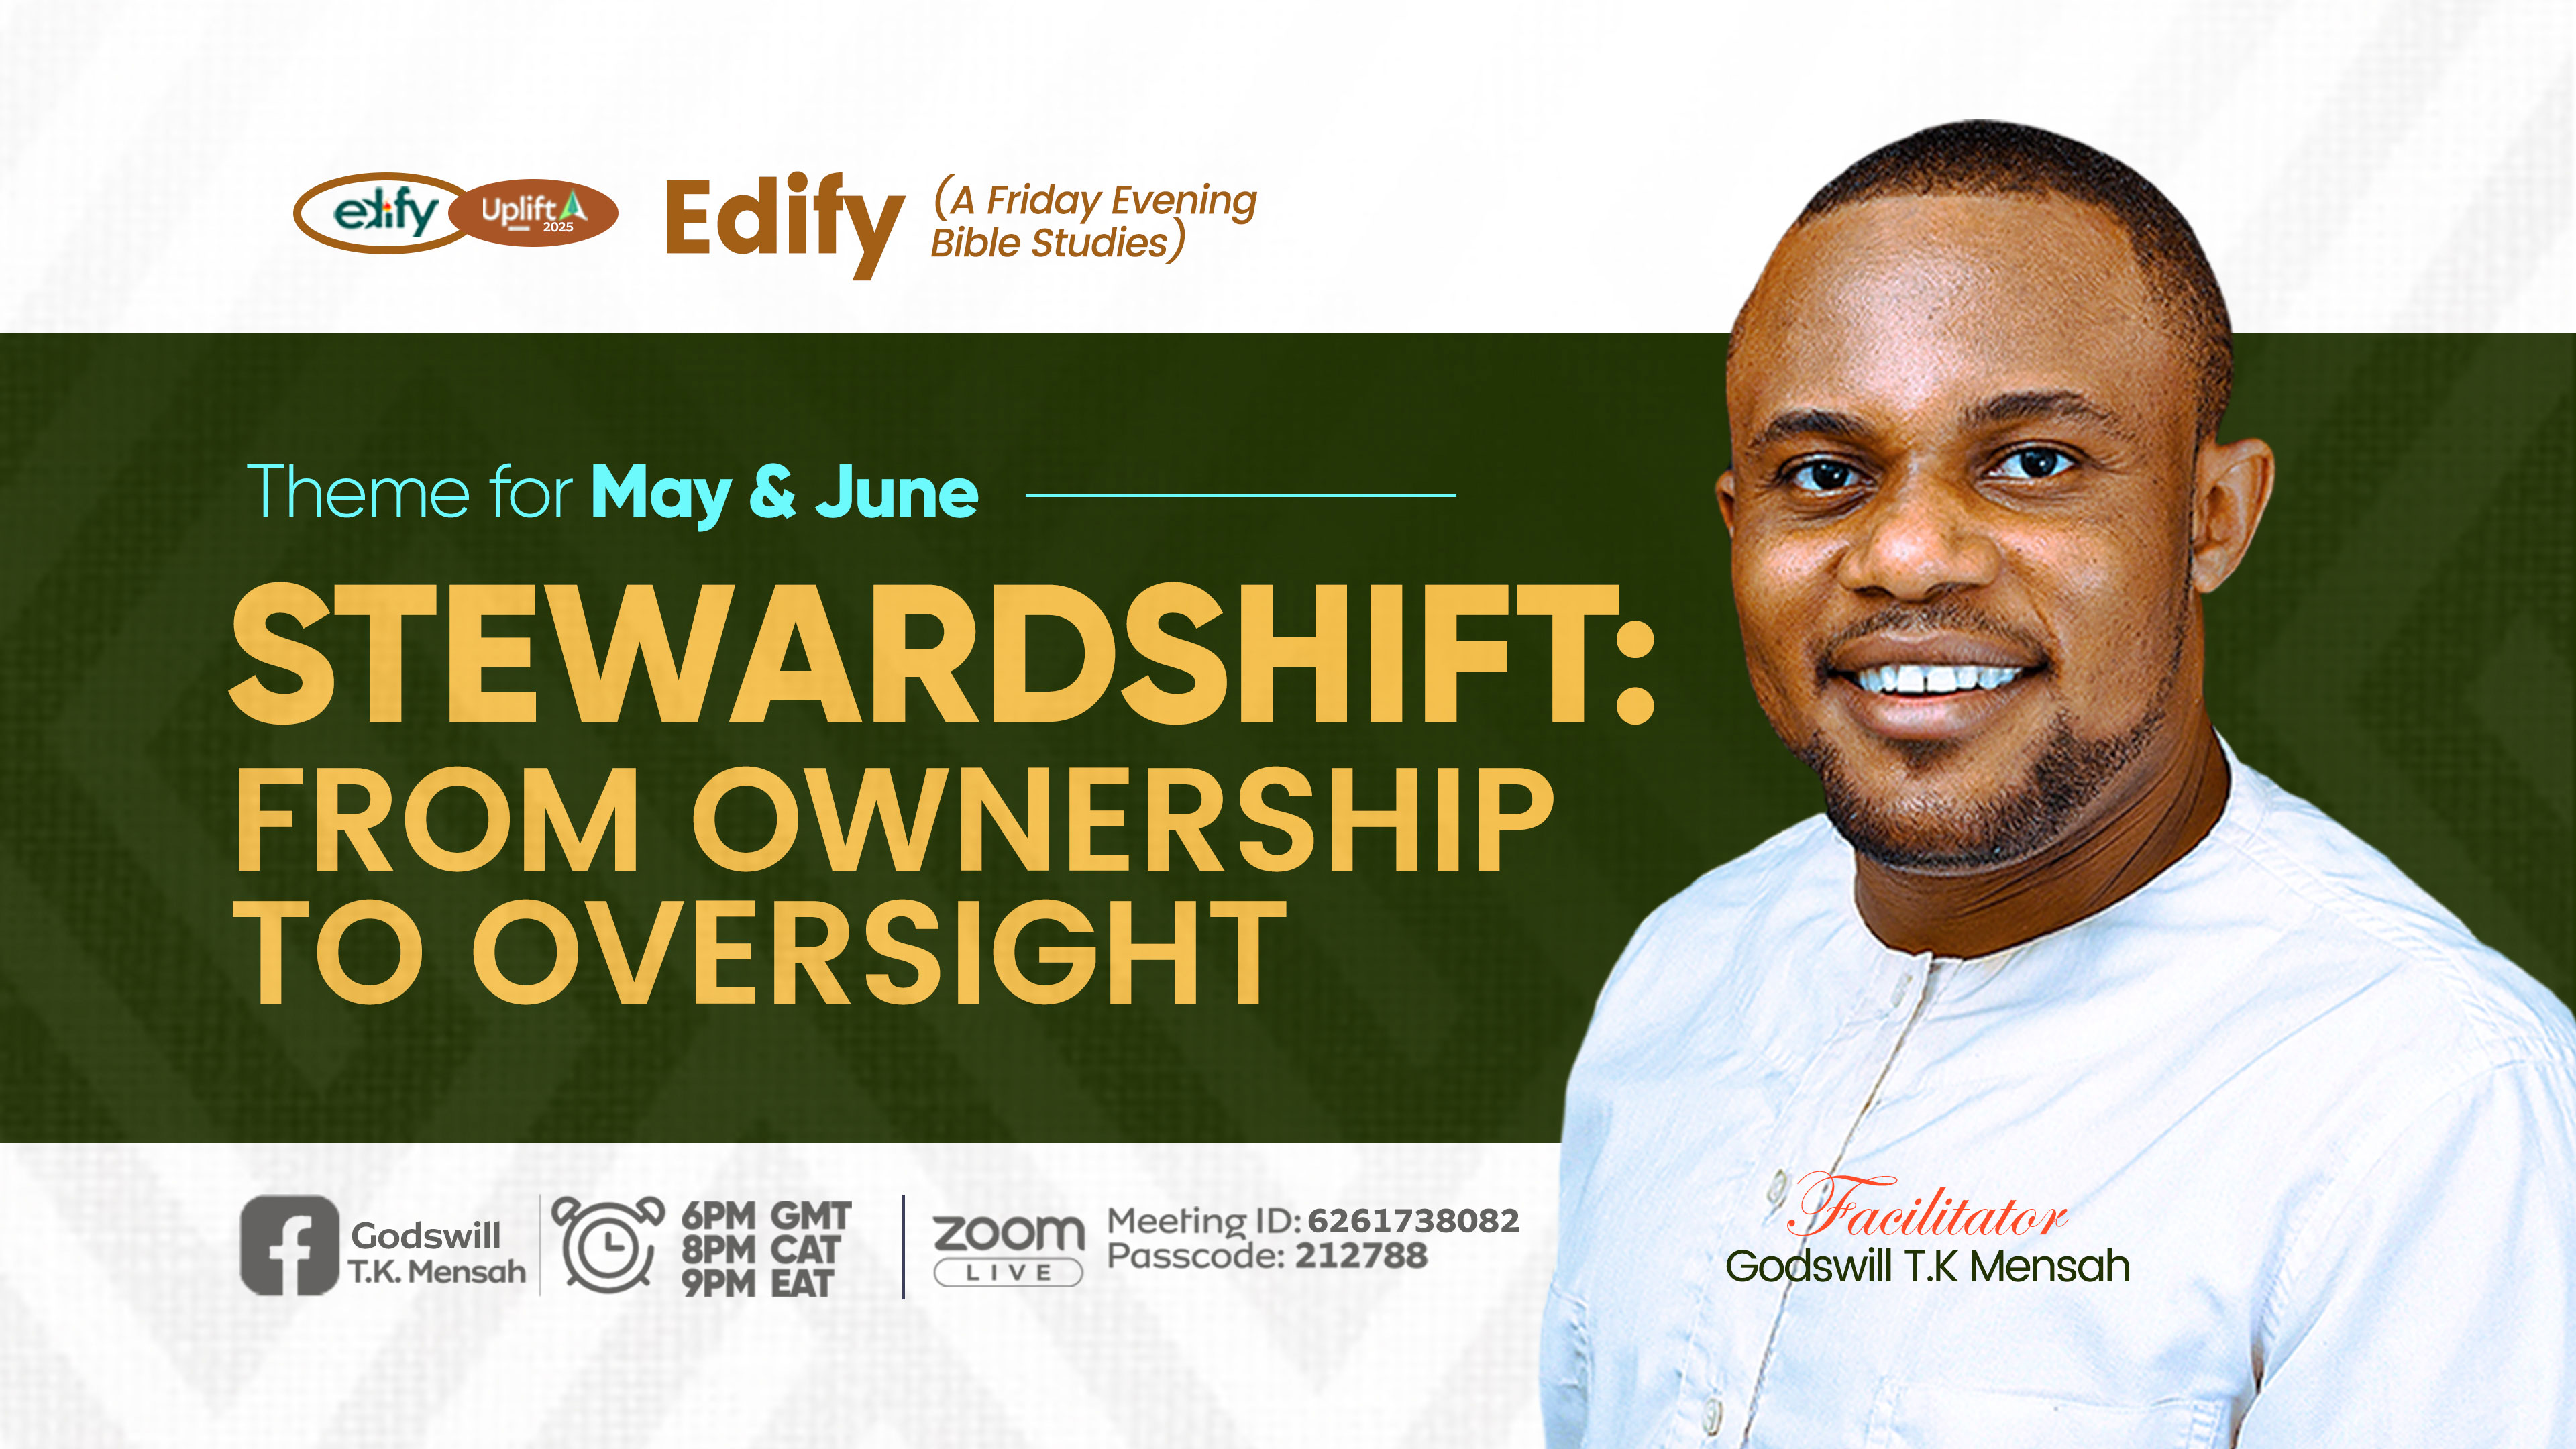 edify
Uplift
2025
Edify
(A Friday Evening
Bible Studies)
Theme for May & June
STEWARDSHIFT:
FROM OWNERSHIP
TO OVERSIGHT
Godswill
T.K. Mensah
6PM GMT
8PM CAT
9PM EAT
zoom
LIVE
Meeting ID: 6261738082
Passcode: 212788
Facilitator
Godswill T.K Mensah